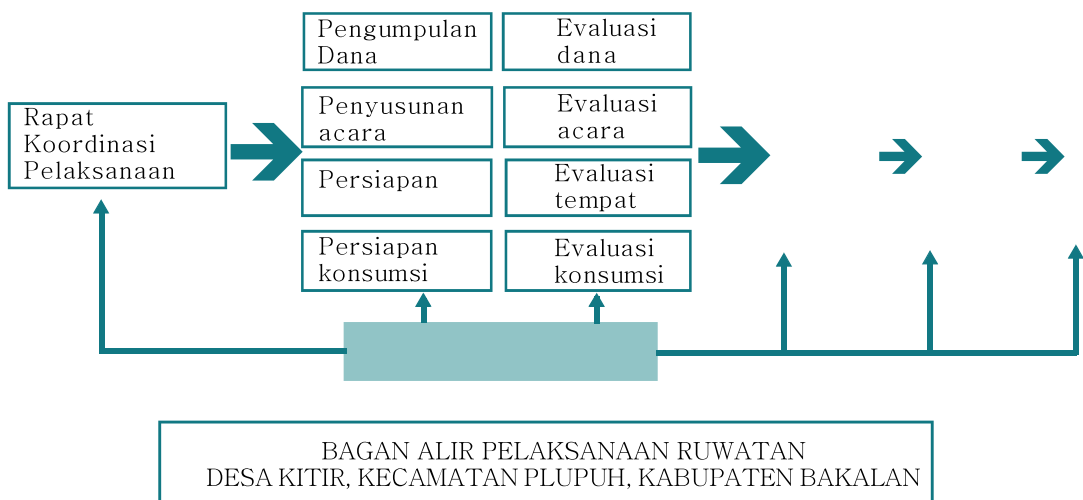 Rapat
Koordinasi
Pelaksanaan
Pengumpulan
Dana
Penyusunan
acara
Persiapan
Persiapan
konsumsi
Evaluasi
dana
Evaluasi
acara
Evaluasi
tempat
Evaluasi
konsumsi
BAGAN ALIR PELAKSANAAN RUWATAN
DESA KITIR, KECAMATAN PLUPUH, KABUPATEN BAKALAN